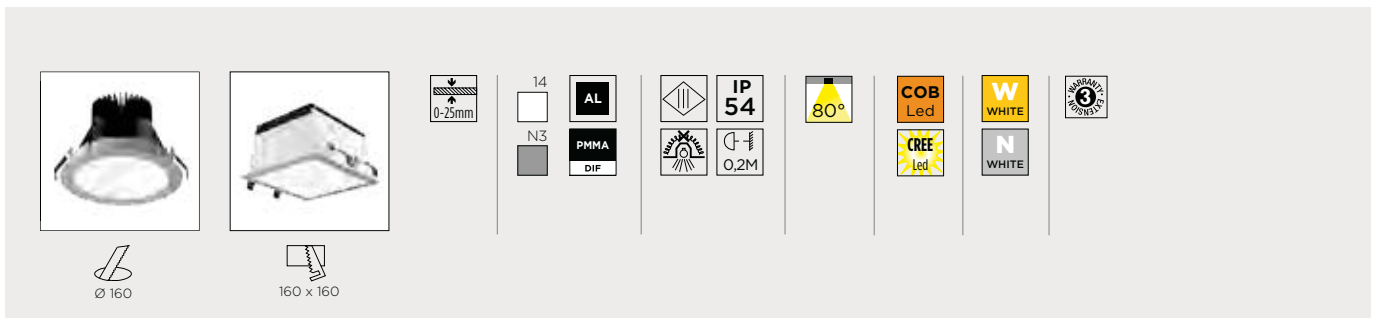 0-25mm
14
N3
AL
PMMA
DIF
IP
54
0,2M
80°
COB
Led
CREE
Led
W
WHITE
N
WHITE
WARRANTY • EXTENSION •
3
Ø 160
160 x 160